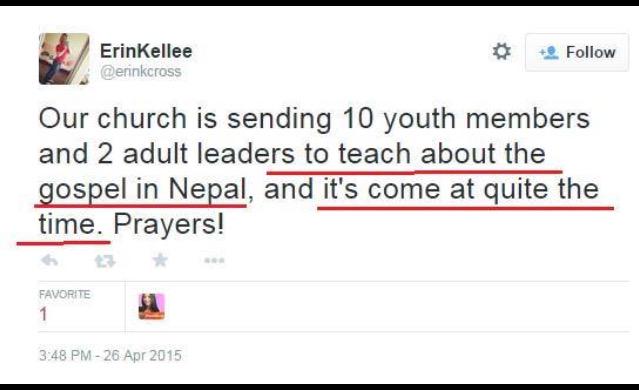 ErinKellee
@erinkcross
Follow
Our church is sending 10 youth members
and 2 adult leaders to teach about the
gospel in Nepal, and it's come at quite the
time. Prayers!
FAVORITE
1
3:48 PM - 26 Apr 2015